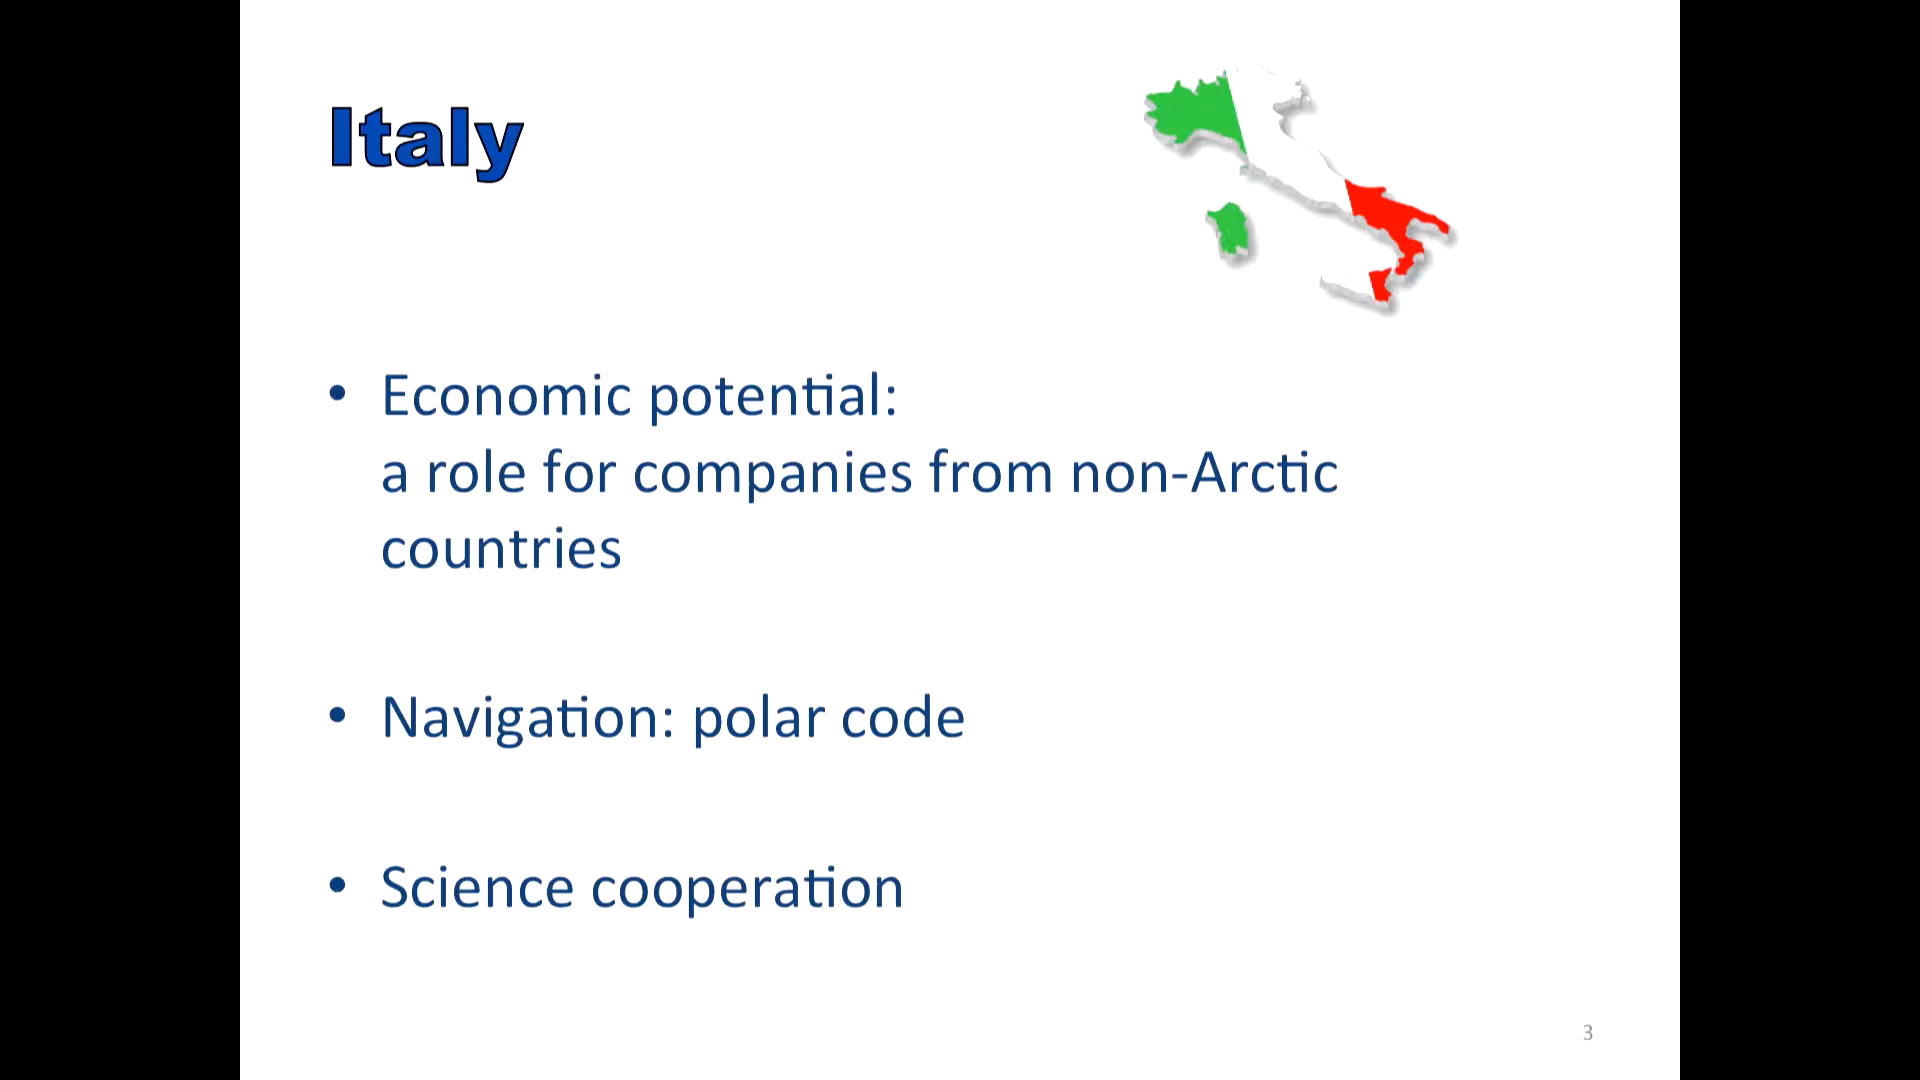 Italy
• Economic potential:
a role for companies from non-Arctic
countries
• Navigation: polar code
• Science cooperation
3